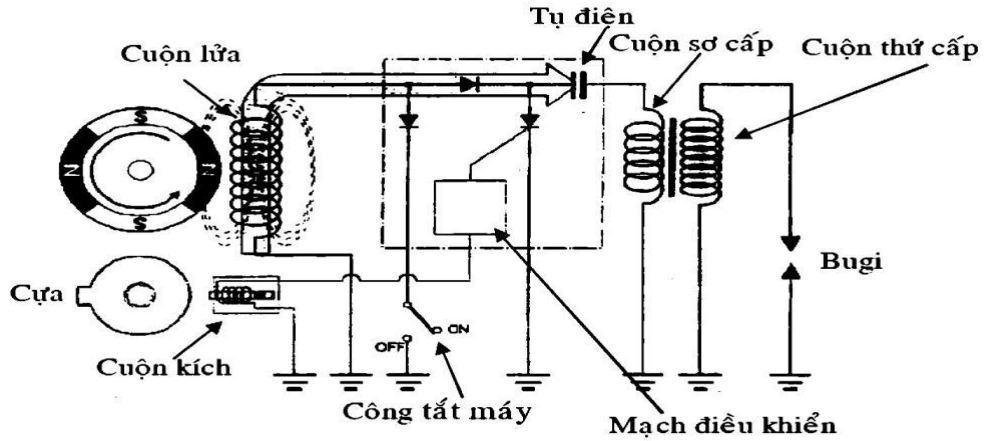 Tụ điên
Cuộn lửa
Cuộn sơ cấp
Cuộn thứ cấp
S
N
N
S
Cựa
Cuộn kích
ON
OFF
Công tắt máy
Mạch điều khiển
Bugi